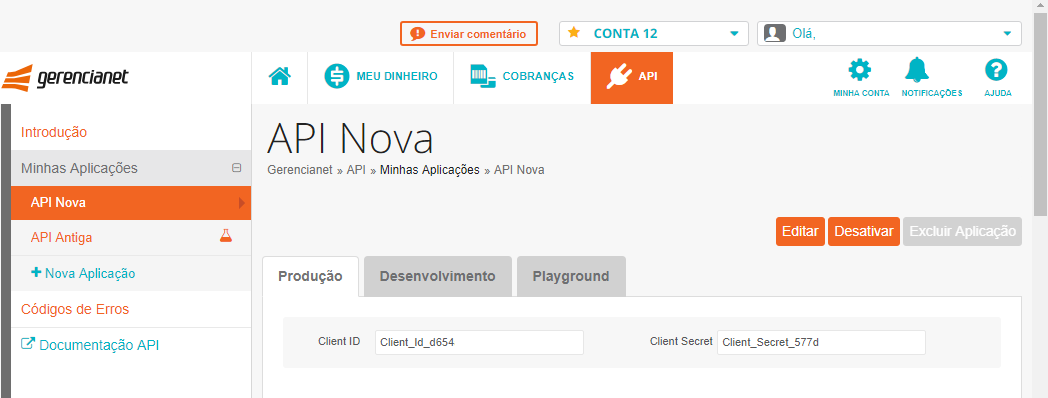 Enviar comentário CONTA 12 Olá,
gerencianet MEU DINHEIRO COBRANÇAS API MINHA CONTA NOTIFICAÇÕES AJUDA
Introdução
Minhas Aplicações
API Nova
API Antiga
Nova Aplicação
Códigos de Erros
Documentação API
API Nova
Gerencianet » API » Minhas Aplicações » API Nova
Editar Desativar Excluir Aplicação
Produção Desenvolvimento Playground
Client ID Client_Id_d654 Client Secret Client_Secret_577d